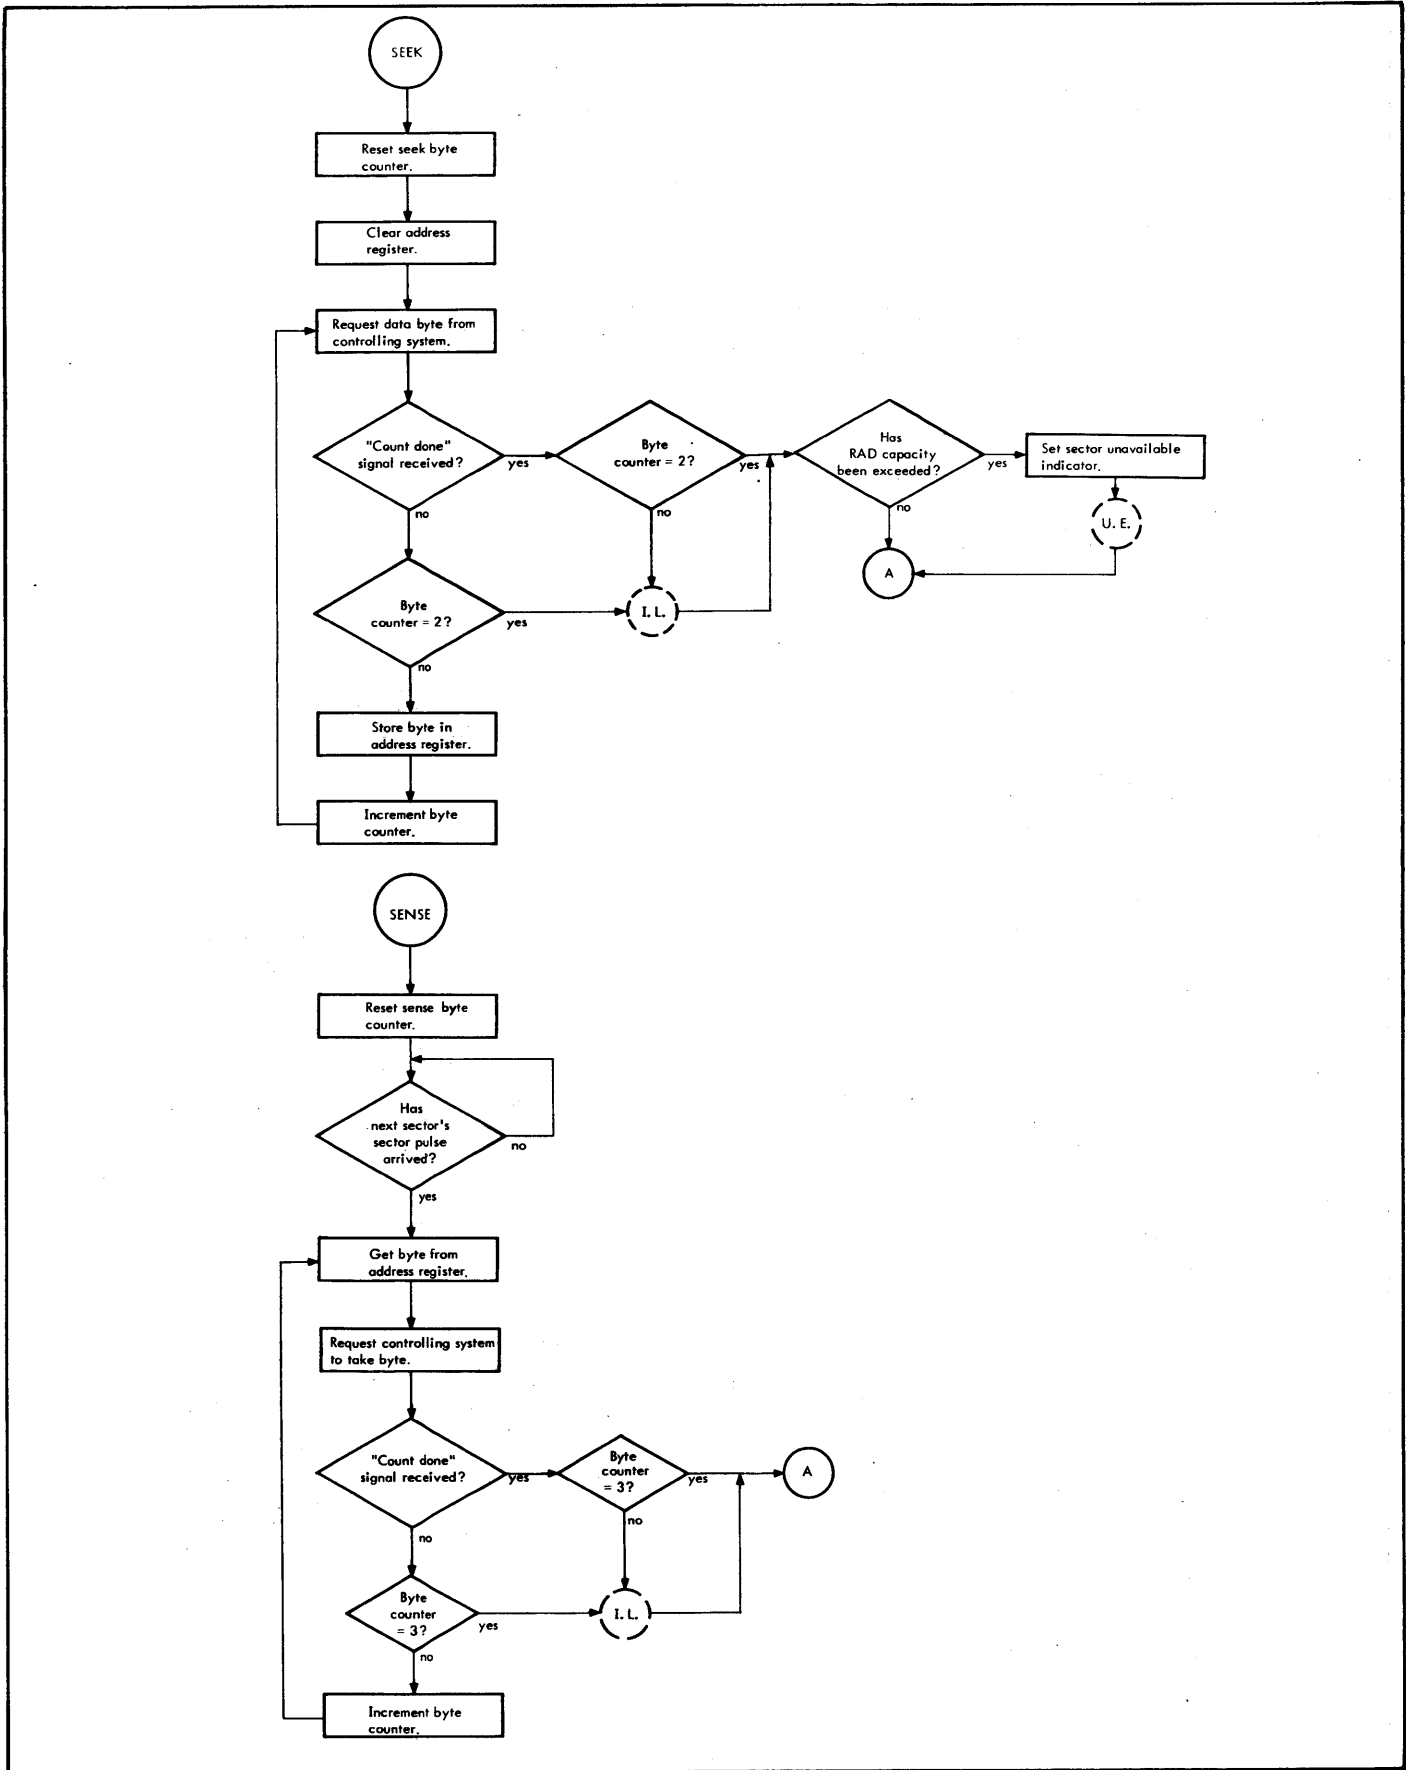 SEEK
Reset seek byte
counter.
Clear address
register.
Request data byte from
controlling system.
"Count done"
signal received?
yes
no
Byte
counter = 2?
yes
no
Has
RAD capacity
been exceeded?
yes
no
Set sector unavailable
indicator.
U. E.
A
Byte
counter = 2?
yes
no
I. L.
Store byte in
address register.
Increment byte
counter.
SENSE
Reset sense byte
counter.
Has
next sector's
sector pulse
arrived?
no
yes
Get byte from
address register.
Request controlling system
to take byte.
"Count done"
signal received?
yes
no
Byte
counter
= 3?
yes
no
A
Byte
counter
= 3?
yes
no
I. L.
Increment byte
counter.